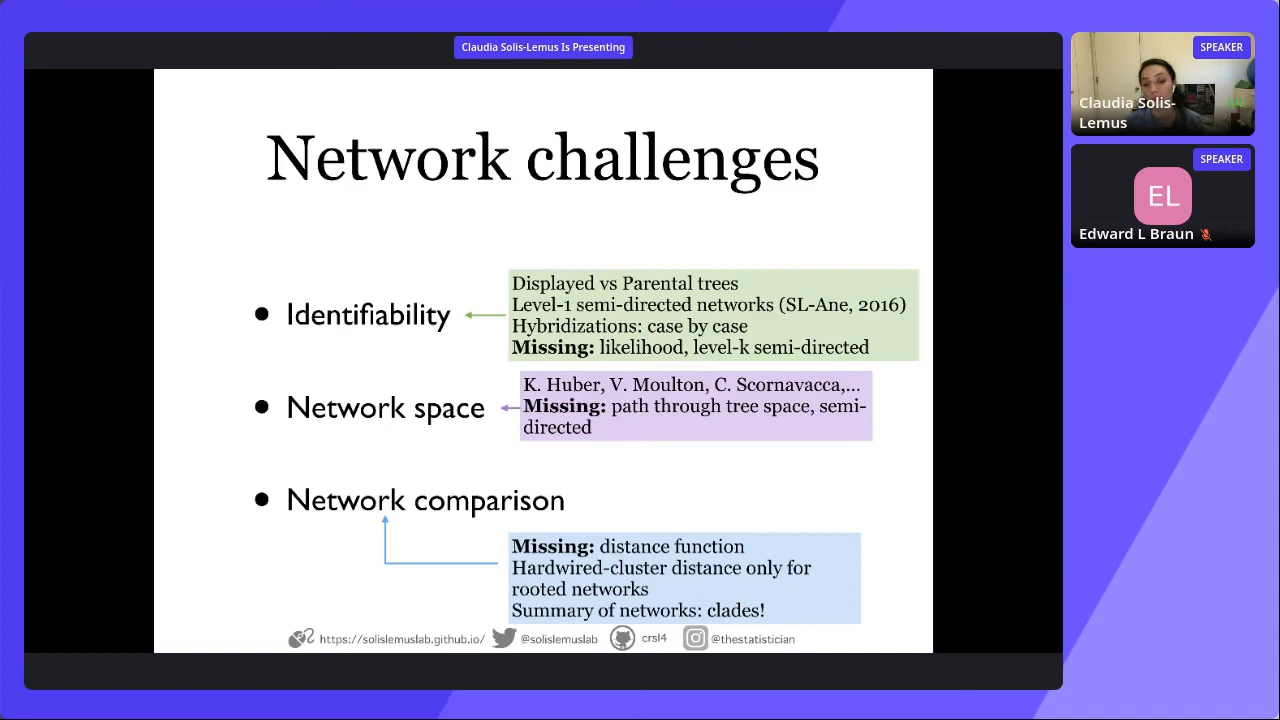 Claudia Solis-Lemus Is Presenting
Network challenges
• Identifiability
Displayed vs Parental trees
Level-1 semi-directed networks (SL-Ane, 2016)
Hybridizations: case by case
Missing: likelihood, level-k semi-directed
• Network space
K. Huber, V. Moulton, C. Scornavacca,...
Missing: path through tree space, semi-
directed
• Network comparison
Missing: distance function
Hardwired-cluster distance only for
rooted networks
Summary of networks: clades!
https://solislemuslab.github.io/ @solislemuslab crsl4 @thestatistician
SPEAKER
Claudia Solis-
Lemus
SPEAKER
EL
Edward L Braun